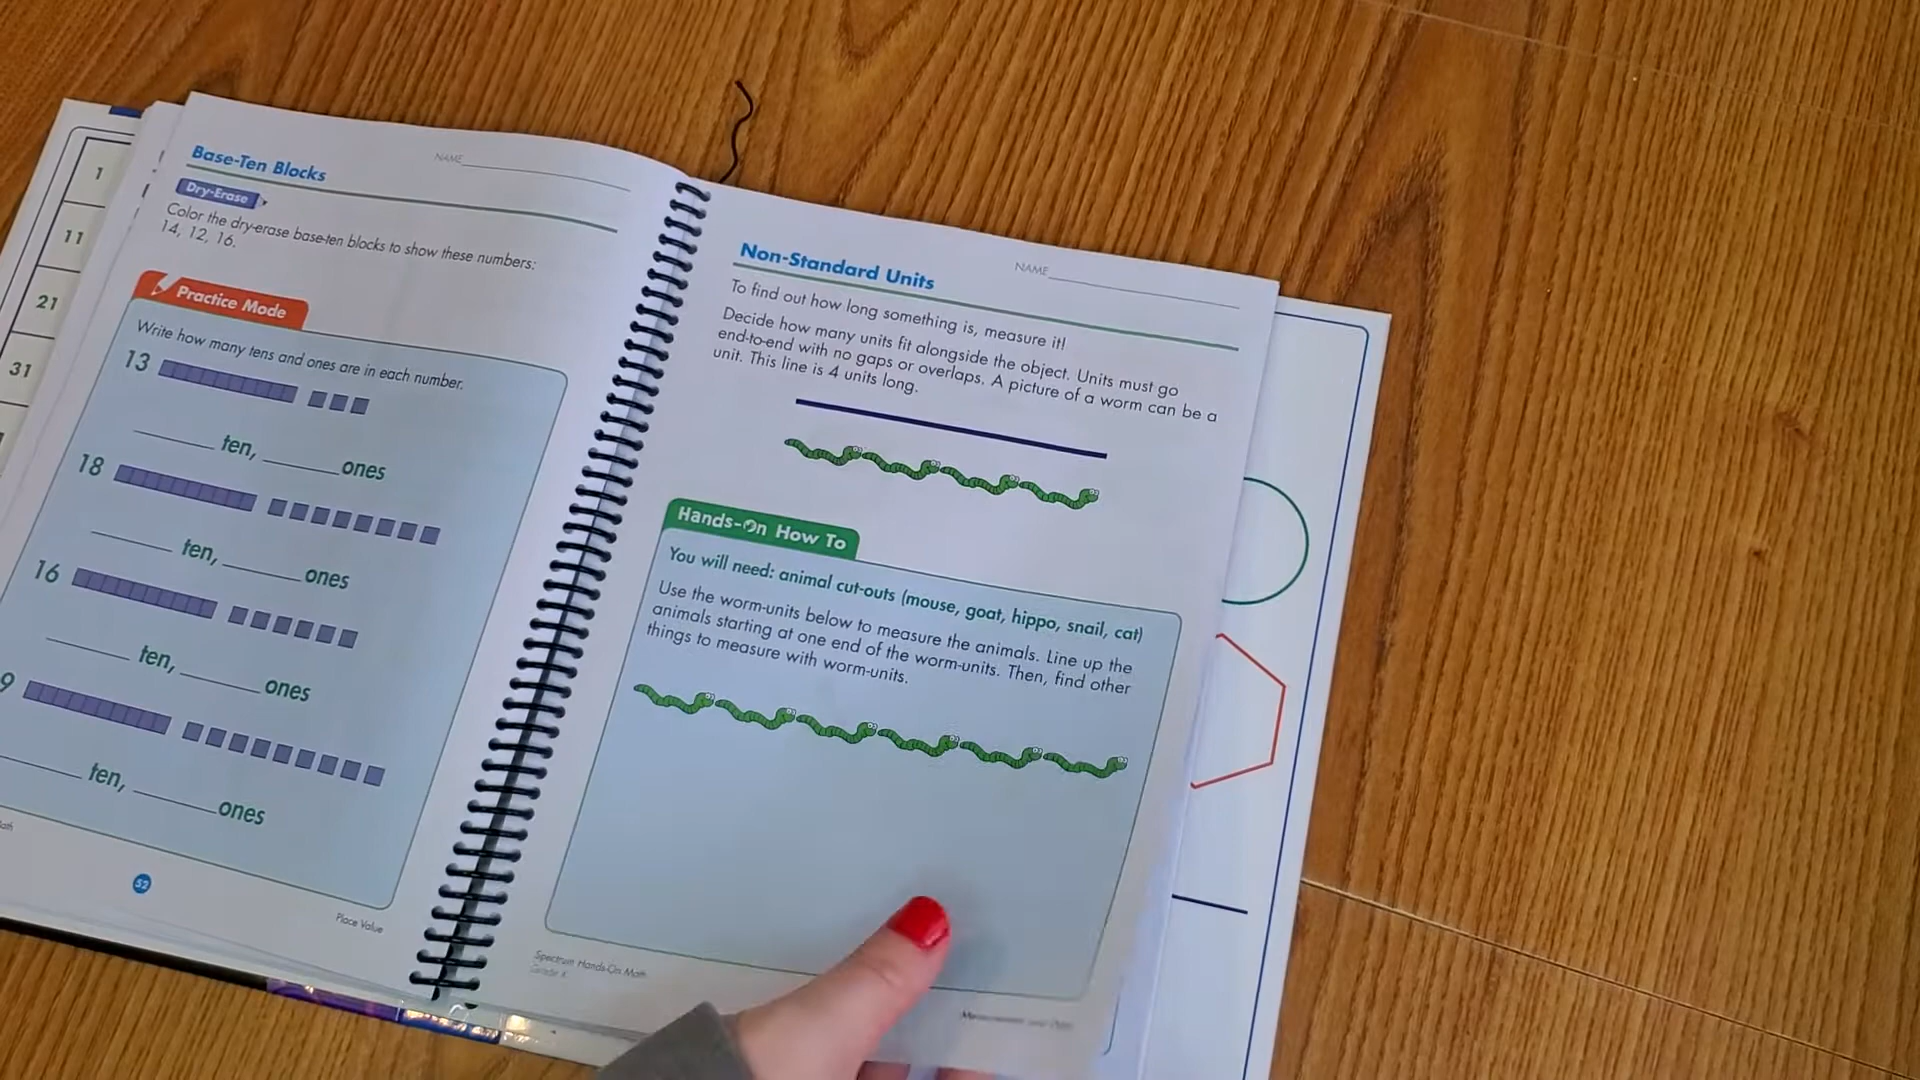 1
11
21
31
Base-Ten Blocks
NAME
Dry-Erase
Color the dry-erase base-ten blocks to show these numbers:
14, 12, 16.
Practice Mode
Write how many tens and ones are in each number.
13
ten, ones
18
ten, ones
16
ten, ones
9
ten, ones
52
Place Value
Non-Standard Units
NAME
To find out how long something is, measure it!
Decide how many units fit alongside the object. Units must go
end-to-end with no gaps or overlaps. A picture of a worm can be a
unit. This line is 4 units long.
Hands-On How To
You will need: animal cut-outs (mouse, goat, hippo, snail, cat)
Use the worm-units below to measure the animals. Line up the
animals starting at one end of the worm-units. Then, find other
things to measure with worm-units.
Spectrum Hands-On Math
Grade K